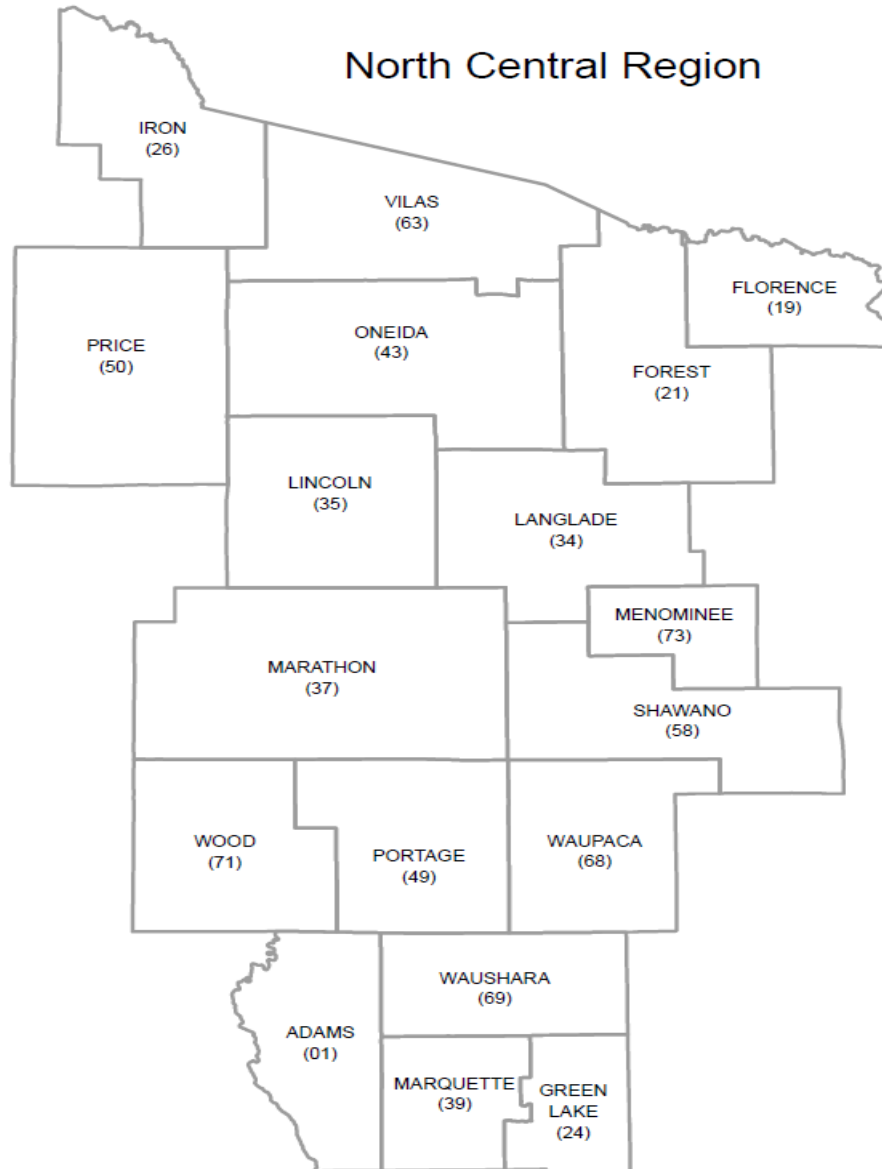 North Central Region
IRON
(26)
VILAS
(63)
FLORENCE
(19)
ONEIDA
(43)
PRICE
(50)
FOREST
(21)
LINCOLN
(35)
LANGLADE
(34)
MENOMINEE
(73)
MARATHON
(37)
SHAWANO
(58)
WOOD
(71)
PORTAGE
(49)
WAUPACA
(68)
WAUSHARA
(69)
ADAMS
(01)
MARQUETTE
(39)
GREEN
LAKE
(24)